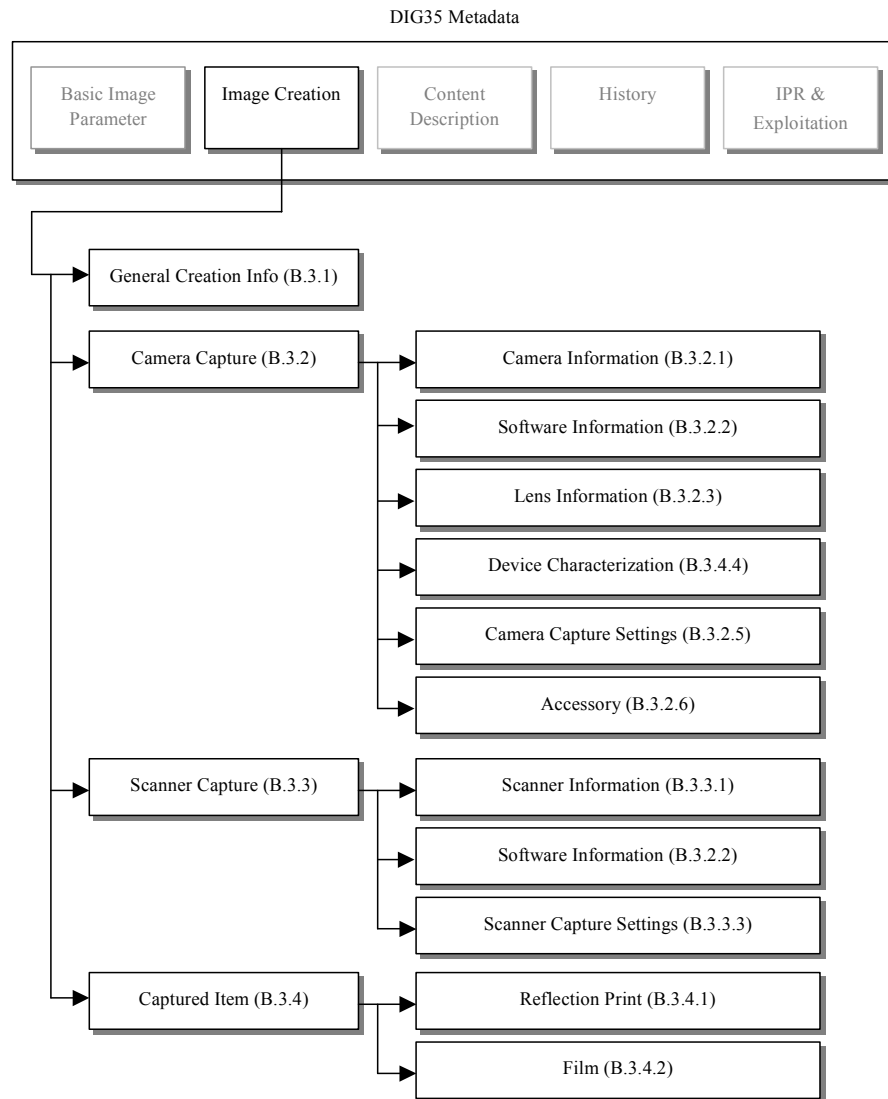 DIG35 Metadata
Basic Image
Parameter
Image Creation
Content
Description
History
IPR &
Exploitation
General Creation Info (B.3.1)
Camera Capture (B.3.2)
Camera Information (B.3.2.1)
Software Information (B.3.2.2)
Lens Information (B.3.2.3)
Device Characterization (B.3.4.4)
Camera Capture Settings (B.3.2.5)
Accessory (B.3.2.6)
Scanner Capture (B.3.3)
Scanner Information (B.3.3.1)
Software Information (B.3.2.2)
Scanner Capture Settings (B.3.3.3)
Captured Item (B.3.4)
Reflection Print (B.3.4.1)
Film (B.3.4.2)